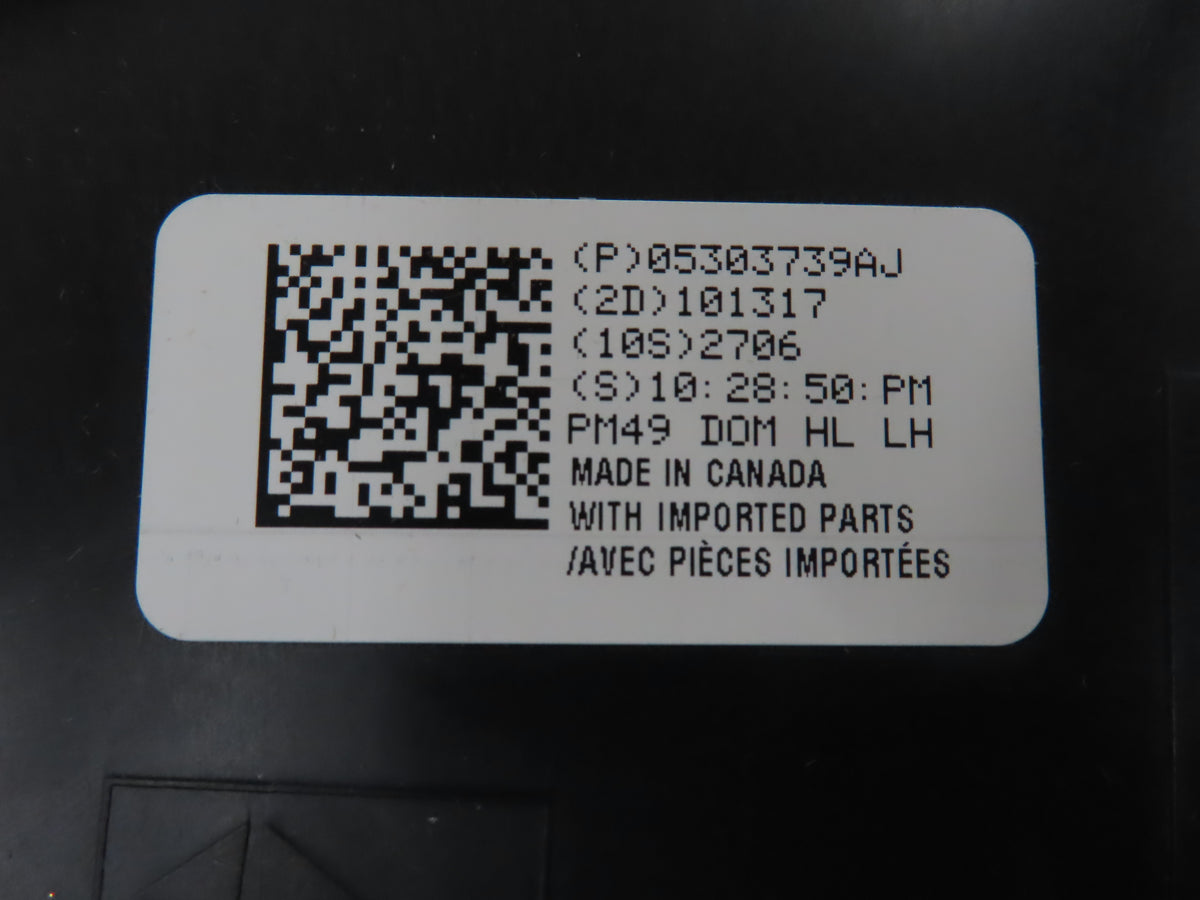 (P)05303739AJ
(2D)101317
(10S)2706
(S)10:28:50:PM
PM49 DOM HL LH
MADE IN CANADA
WITH IMPORTED PARTS
/AVEC PIÈCES IMPORTÉES